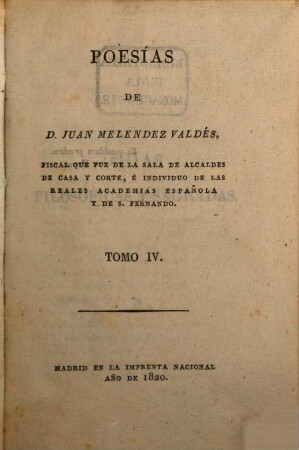 POESÍAS
DE
D. JUAN MELENDEZ VALDÉS,
FISCAL QUE FUE DE LA SALA DE ALCALDES
DE CASA Y CORTE, É INDIVIDUO DE LAS
REALES ACADEMIAS ESPAÑOLA
Y DE S. FERNANDO.
TOMO IV.
MADRID EN LA IMPRENTA NACIONAL
AÑO DE 1820.